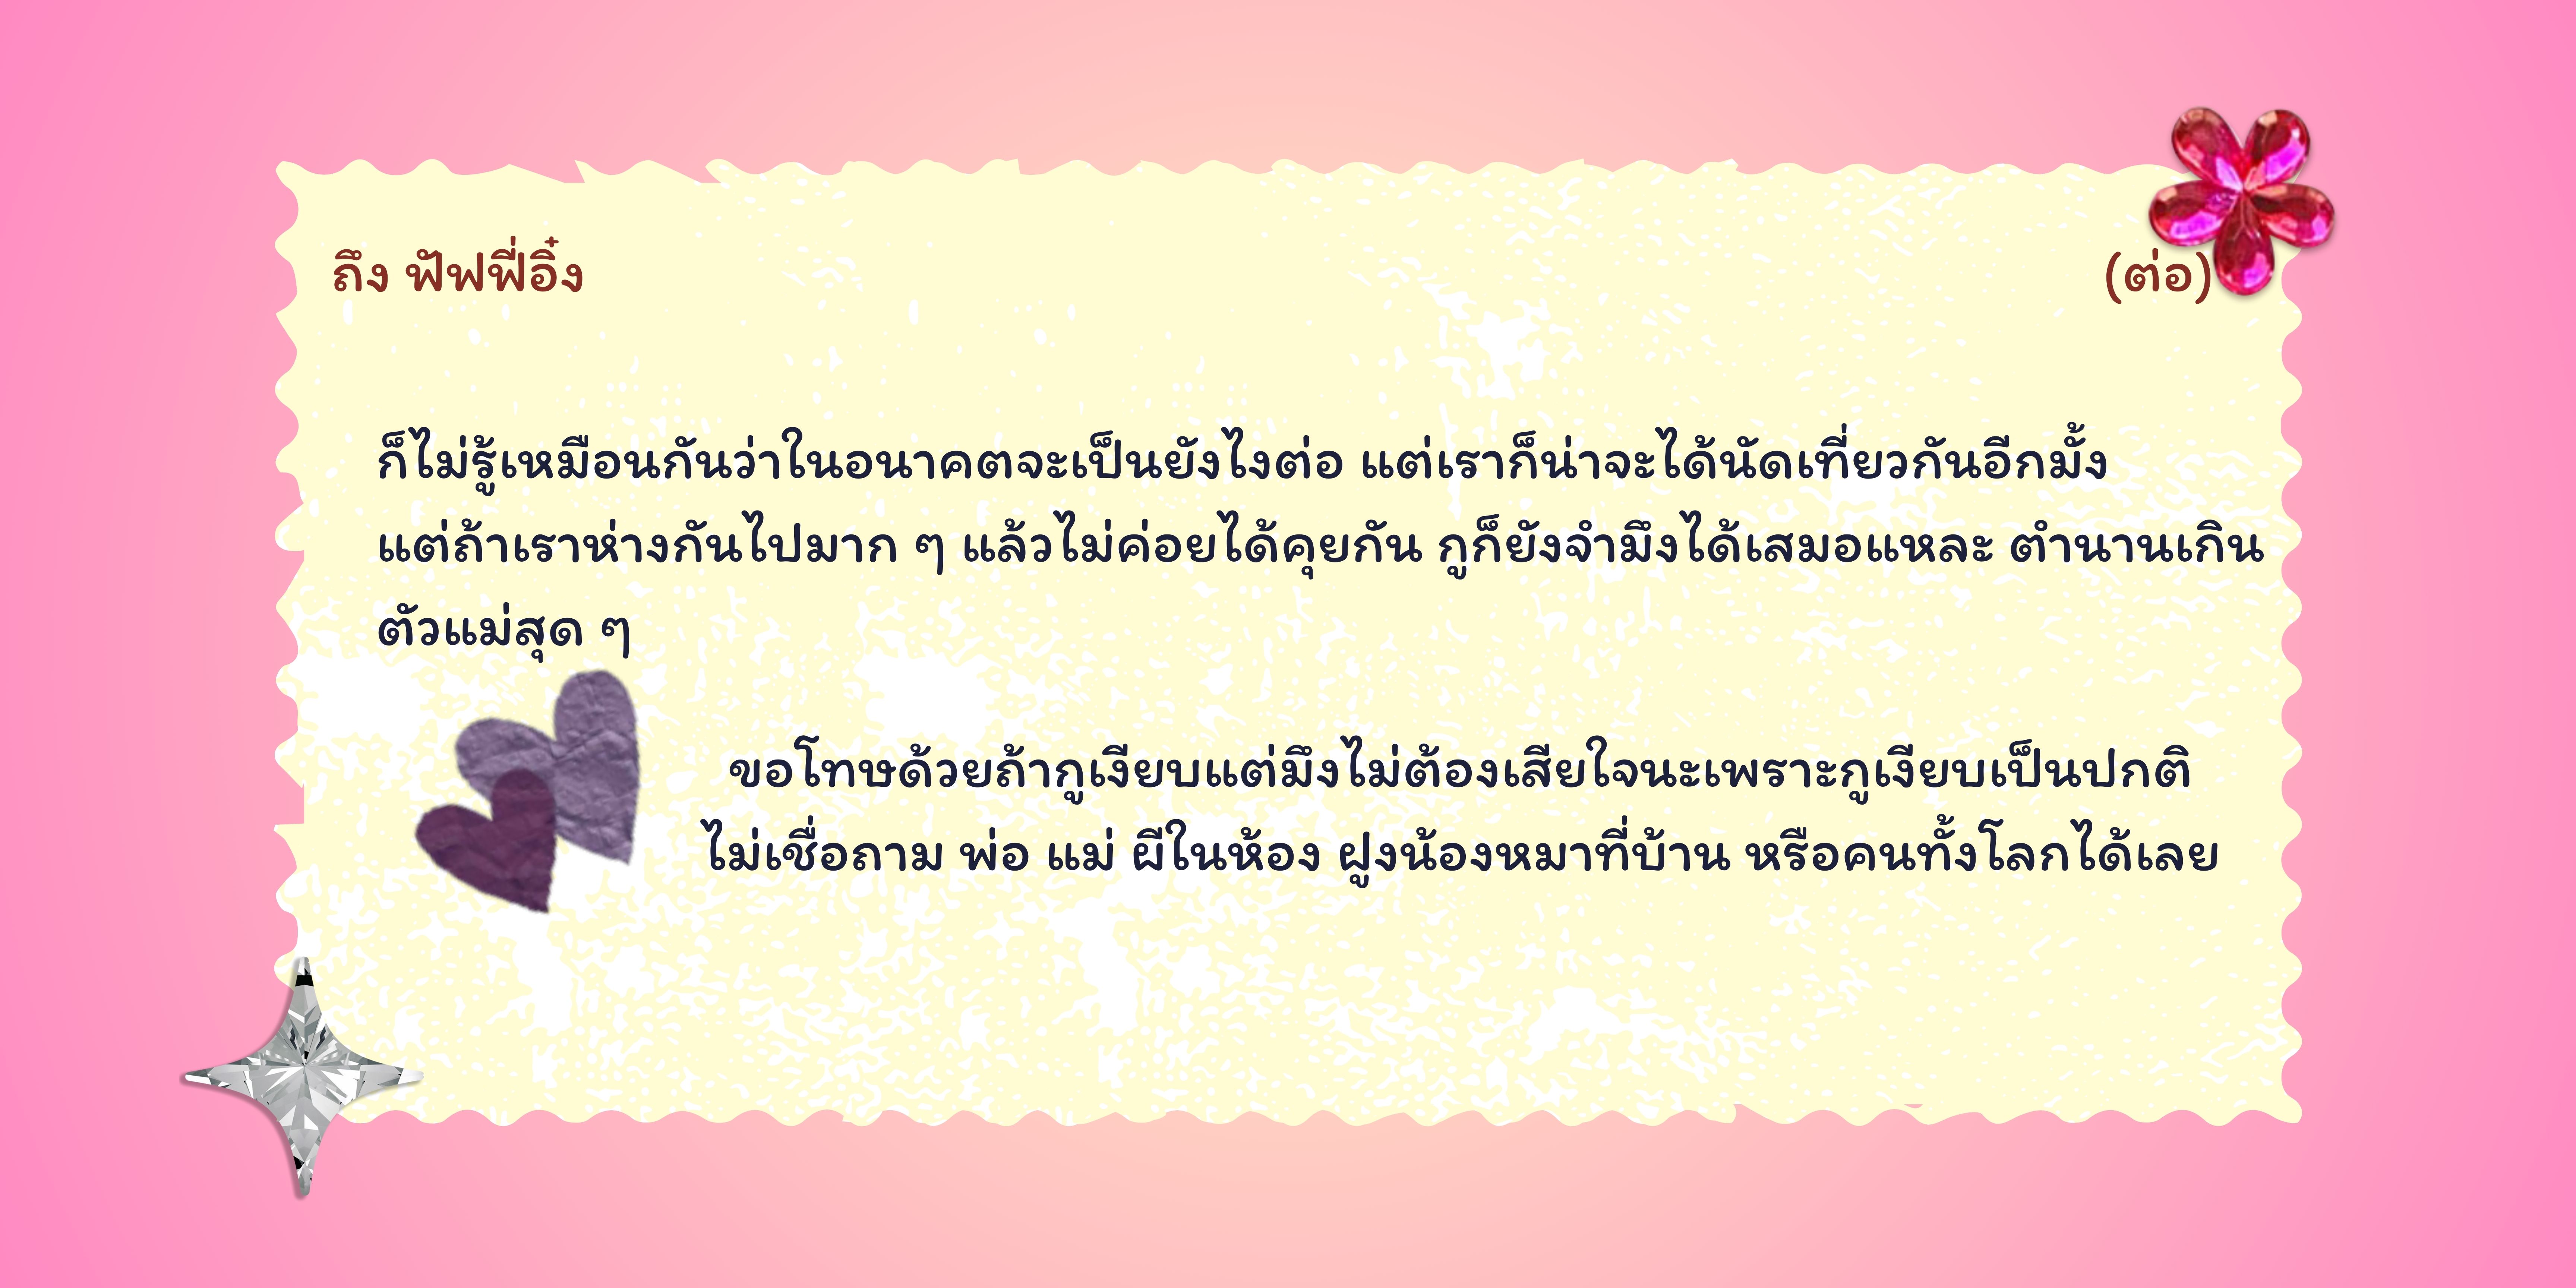 ถึง ฟัฟฟี่อิ๋ง
(ต่อ)
ก็ไม่รู้เหมือนกันว่าในอนาคตจะเป็นยังไงต่อ แต่เราก็น่าจะได้นัดเที่ยวกันอีกมั้ง
แต่ถ้าเราห่างกันไปมาก ๆ แล้วไม่ค่อยได้คุยกัน กูก็ยังจำมึงได้เสมอแหละ ตำนานเกิน
ตัวแม่สุด ๆ
ขอโทษด้วยถ้ากูเงียบแต่มึงไม่ต้องเสียใจนะเพราะกูเงียบเป็นปกติ
ไม่เชื่อถาม พ่อ แม่ ผีในห้อง ฝูงน้องหมาที่บ้าน หรือคนทั้งโลกได้เลย